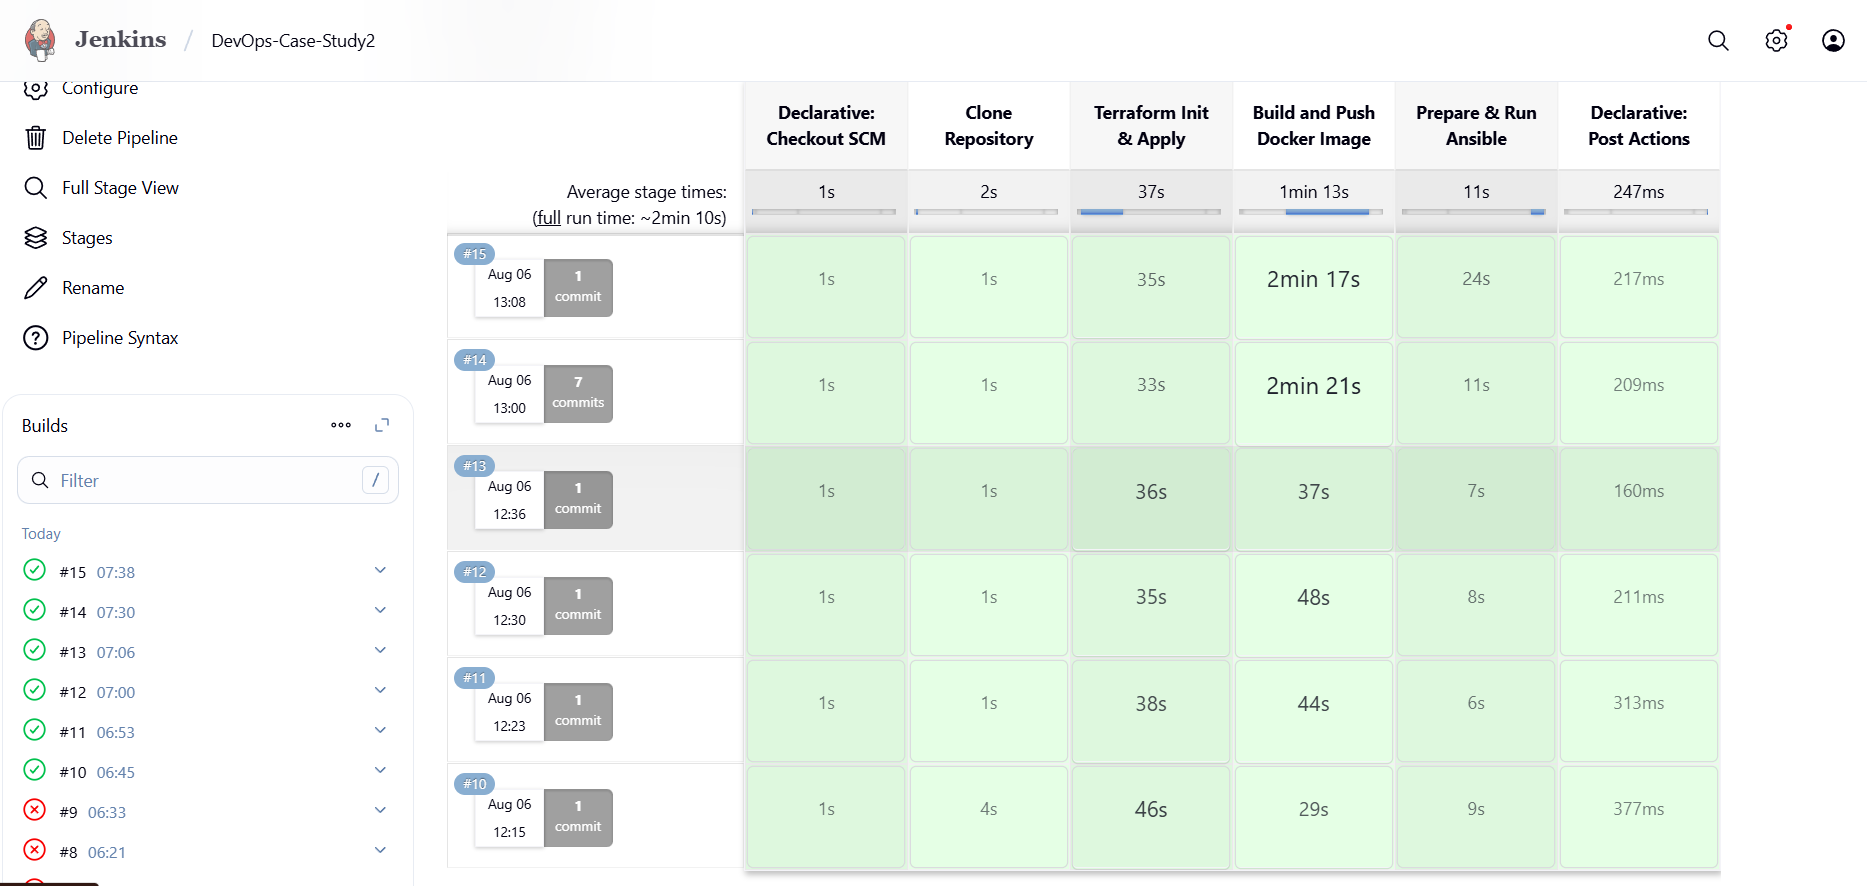 Jenkins / DevOps-Case-Study2
Configure
Delete Pipeline
Full Stage View
Stages
Rename
Pipeline Syntax
Builds
Filter /
Today
#15 07:38
#14 07:30
#13 07:06
#12 07:00
#11 06:53
#10 06:45
#9 06:33
#8 06:21
Declarative:
Checkout SCM
Clone
Repository
Terraform Init
& Apply
Build and Push
Docker Image
Prepare & Run
Ansible
Declarative:
Post Actions
Average stage times:
(full run time: ~2min 10s)
1s 2s 37s 1min 13s 11s 247ms
#15
Aug 06
13:08
1
commit
1s 1s 35s 2min 17s 24s 217ms
#14
Aug 06
13:00
7
commits
1s 1s 33s 2min 21s 11s 209ms
#13
Aug 06
12:36
1
commit
1s 1s 36s 37s 7s 160ms
#12
Aug 06
12:30
1
commit
1s 1s 35s 48s 8s 211ms
#11
Aug 06
12:23
1
commit
1s 1s 38s 44s 6s 313ms
#10
Aug 06
12:15
1
commit
1s 4s 46s 29s 9s 377ms